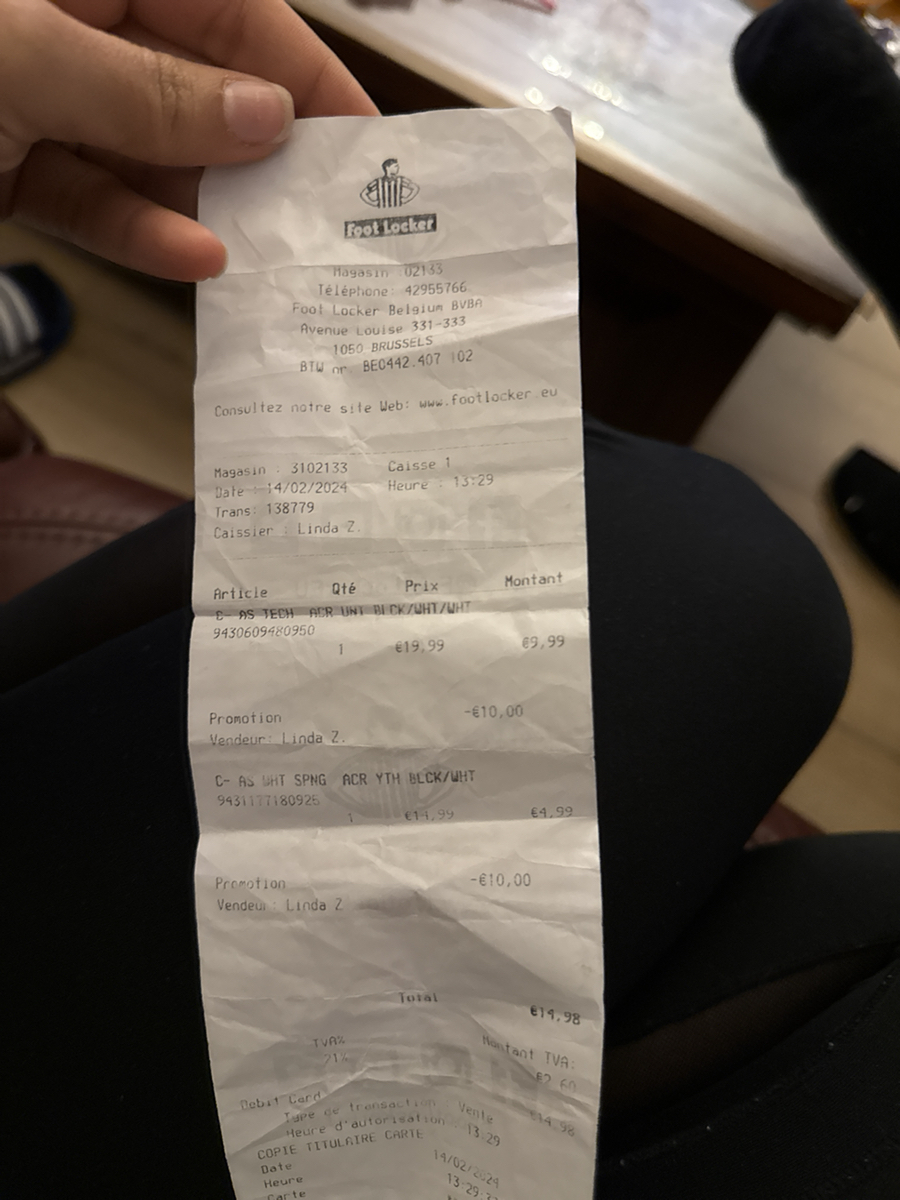 Foot Locker
Magasin :02133
Téléphone: 42955766
Foot Locker Belgium BVBA
Avenue Louise 331-333
1050 BRUSSELS
BTW nr. BE0442.407 102
Consultez notre site Web: www.footlocker.eu
Magasin : 3102133 Caisse 1
Date : 14/02/2024 Heure : 13:29
Trans: 138779
Caissier : Linda Z.
Article Qté Prix Montant
C- AS TECH ACR UNI BLCK/WHT/WHT
9430609480950
1 €19,99 €9,99
Promotion -€10,00
Vendeur: Linda Z.
C- AS WHT SPNG ACR YTH BLCK/WHT
1 €14,99 €4,99
Promotion -€10,00
Vendeur: Linda Z
Total €14,98
TVA% Montant TVA:
21% €2,60
Debit Card €14,98
Type de transaction : Vente
Heure d'autorisation : 13:29
COPIE TITULAIRE CARTE
Date 14/02/2024
Heure
Carte